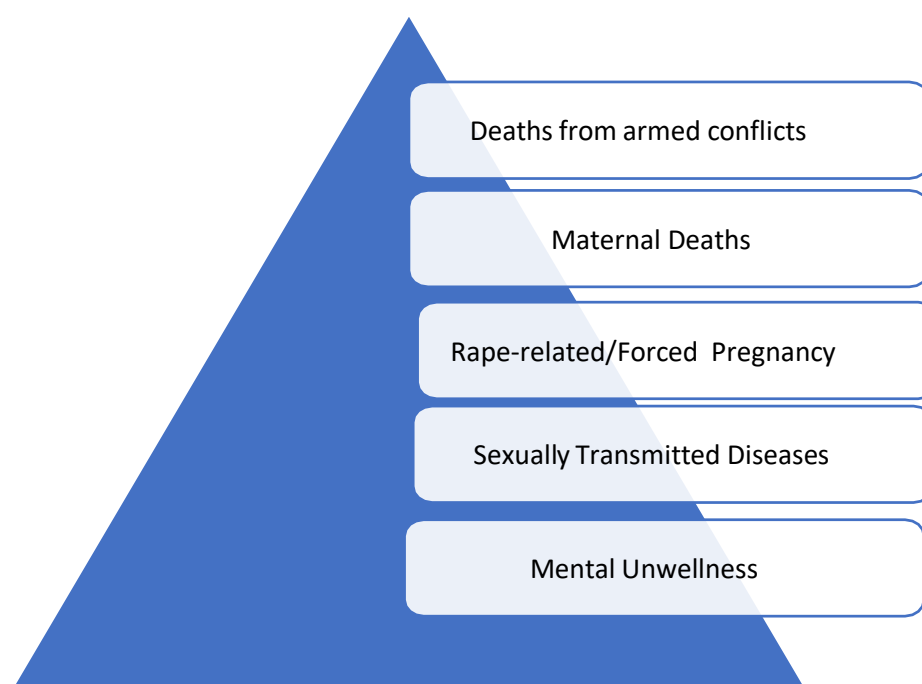 Deaths from armed conflicts
Maternal Deaths
Rape-related/Forced  Pregnancy
Sexually Transmitted Diseases
Mental Unwellness